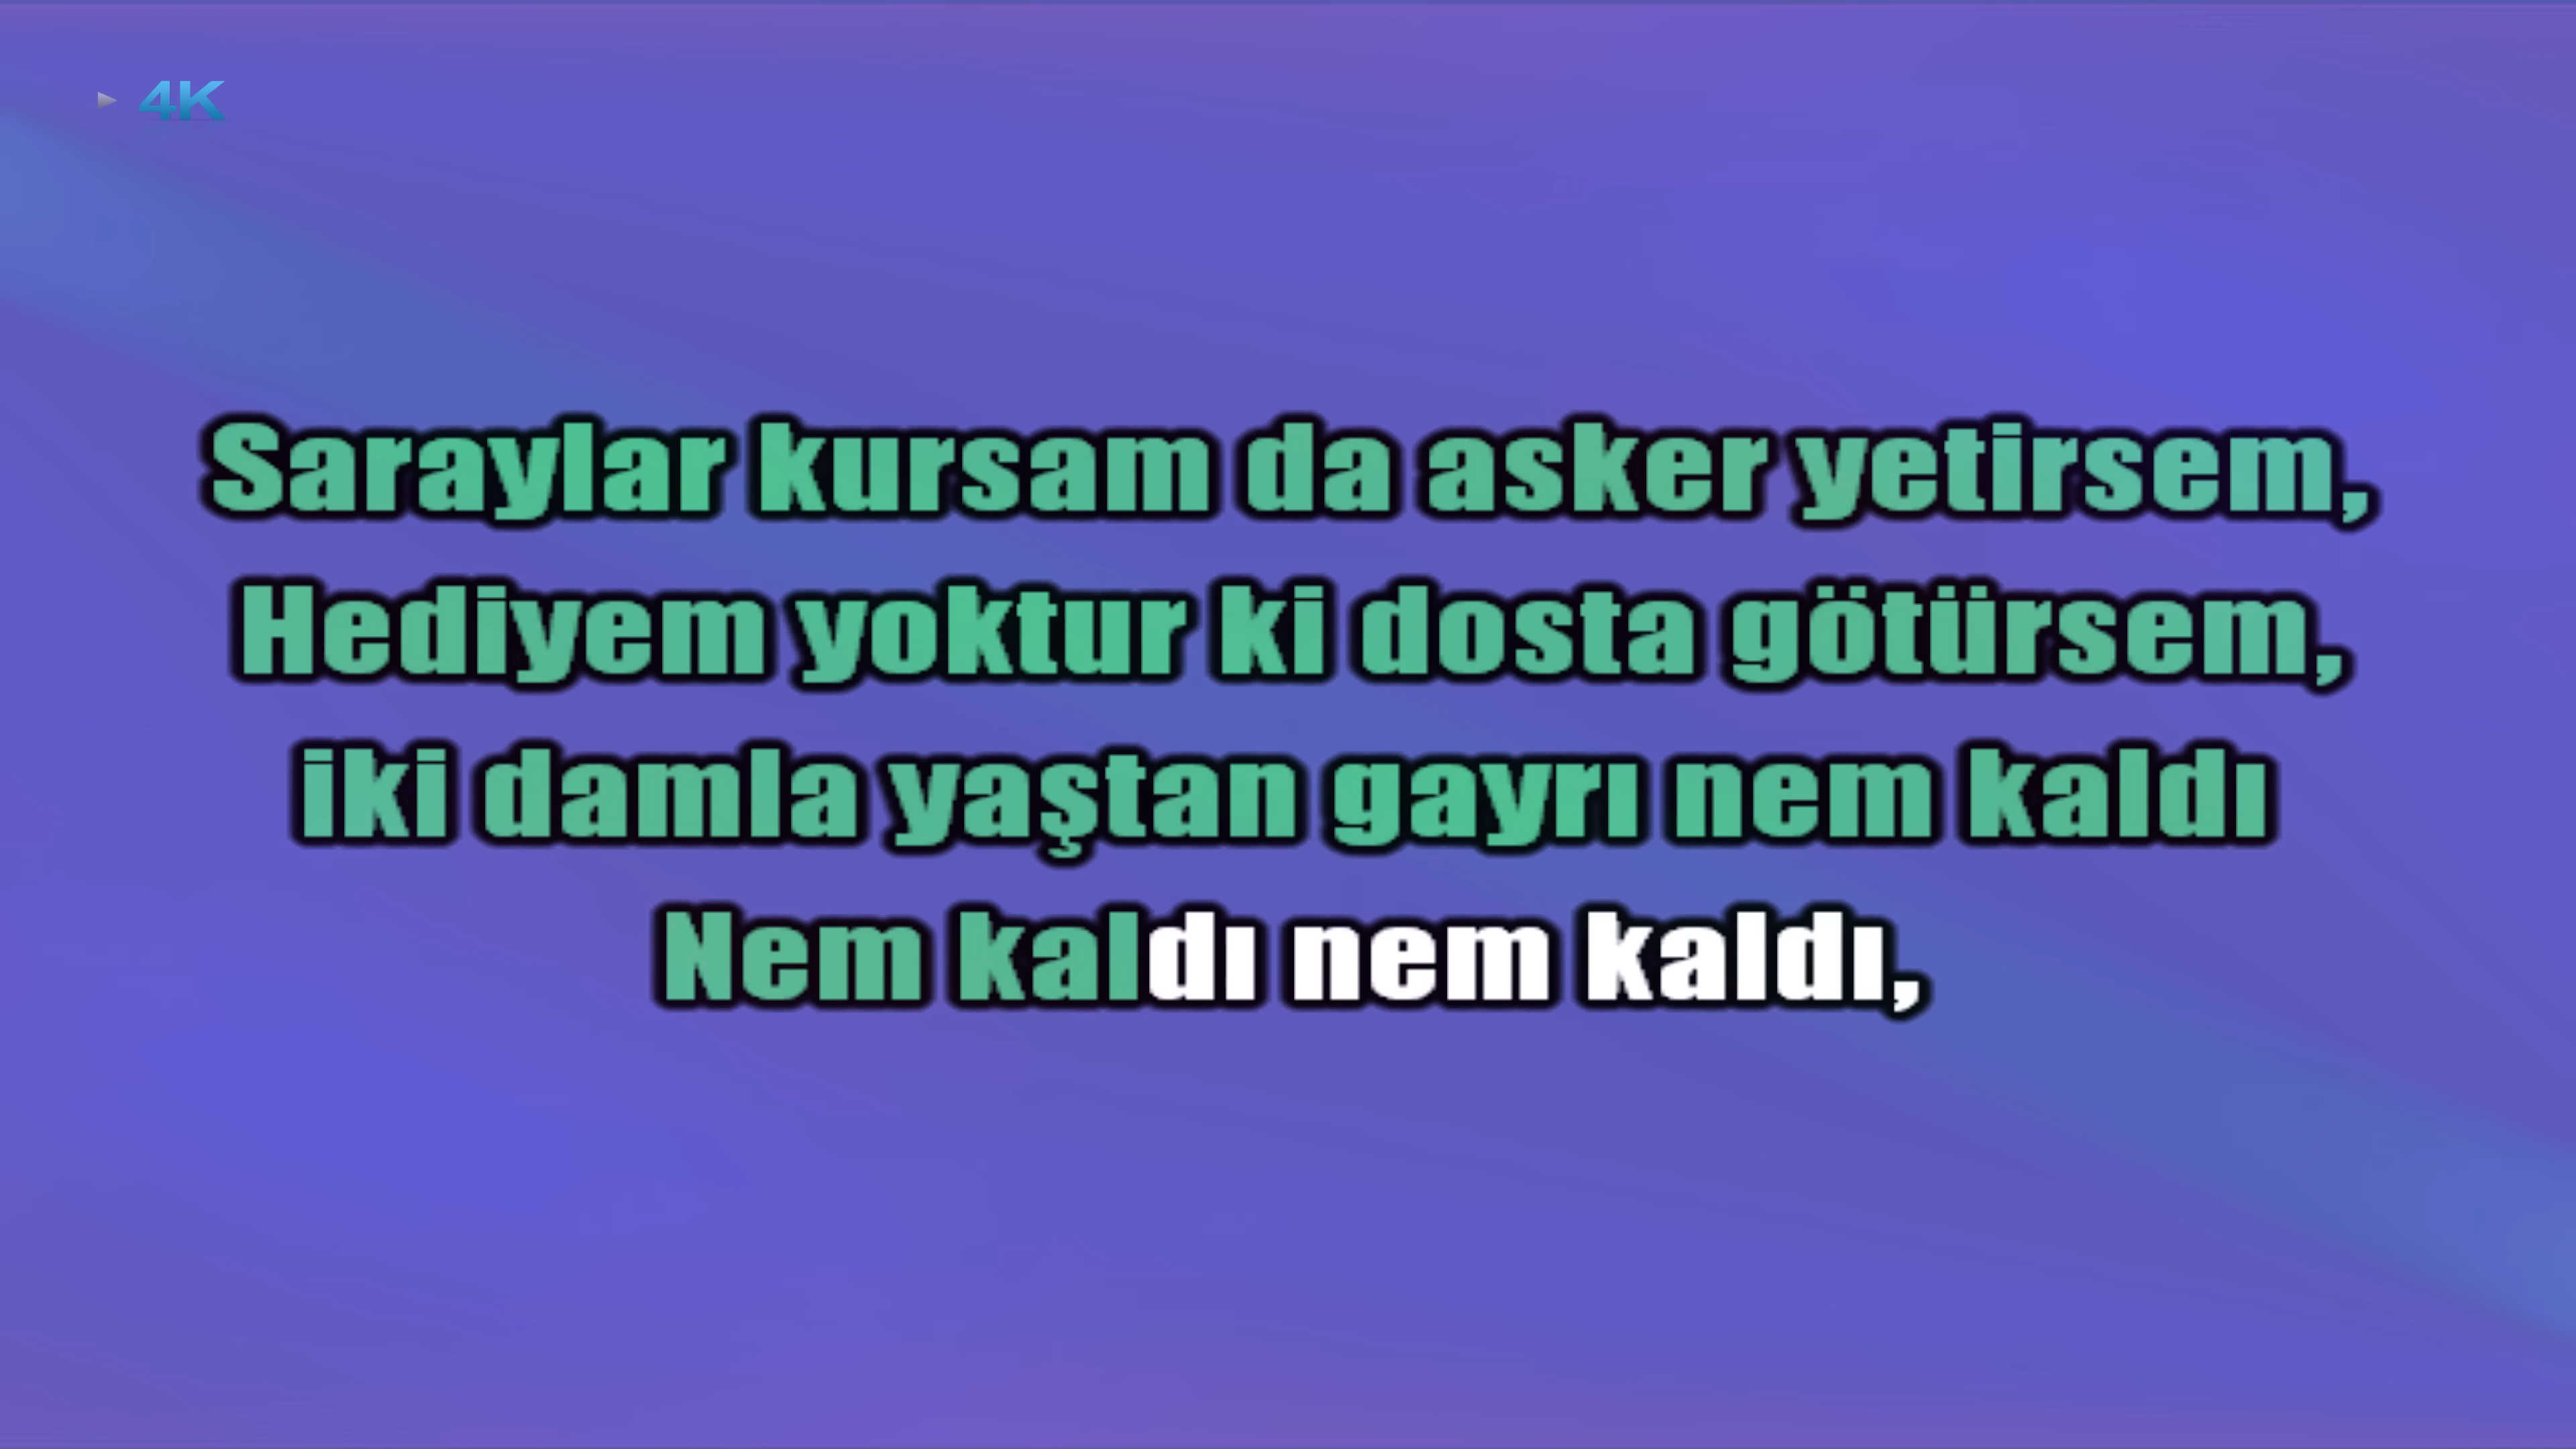 4K
Saraylar kursam da asker yetirsem,
Hediyem yoktur ki dosta götürsem,
iki damla yaştan gayrı nem kaldı
Nem kaldı nem kaldı,